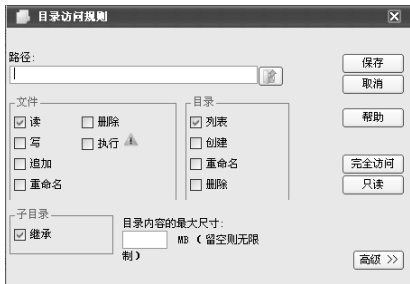 目录访问规则
路径:
保存
取消
文件
目录
读
删除
列表
帮助
写
执行
创建
追加
重命名
完全访问
重命名
删除
只读
子目录
继承
目录内容的最大尺寸:
MB （留空则无限
制）
高级 >>